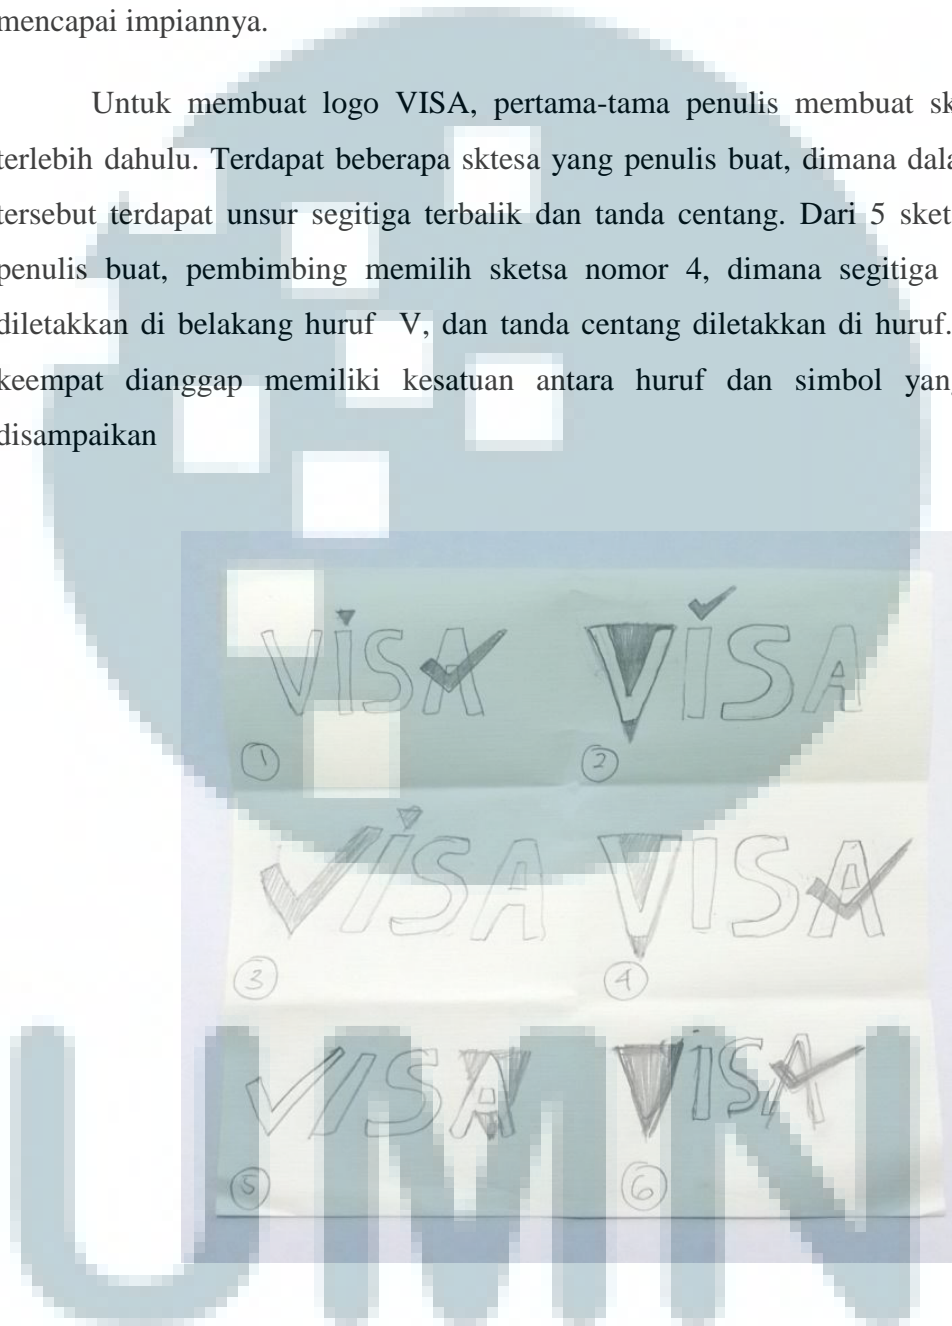 mencapai impiannya.
Untuk membuat logo VISA, pertama-tama penulis membuat sk
terlebih dahulu. Terdapat beberapa sktesa yang penulis buat, dimana dala
tersebut terdapat unsur segitiga terbalik dan tanda centang. Dari 5 sket
penulis buat, pembimbing memilih sketsa nomor 4, dimana segitiga
diletakkan di belakang huruf V, dan tanda centang diletakkan di huruf.
keempat dianggap memiliki kesatuan antara huruf dan simbol yang
disampaikan
VISA VISA
1 2
VISA VISA
3 4
VISA VISA
5 6
UMN